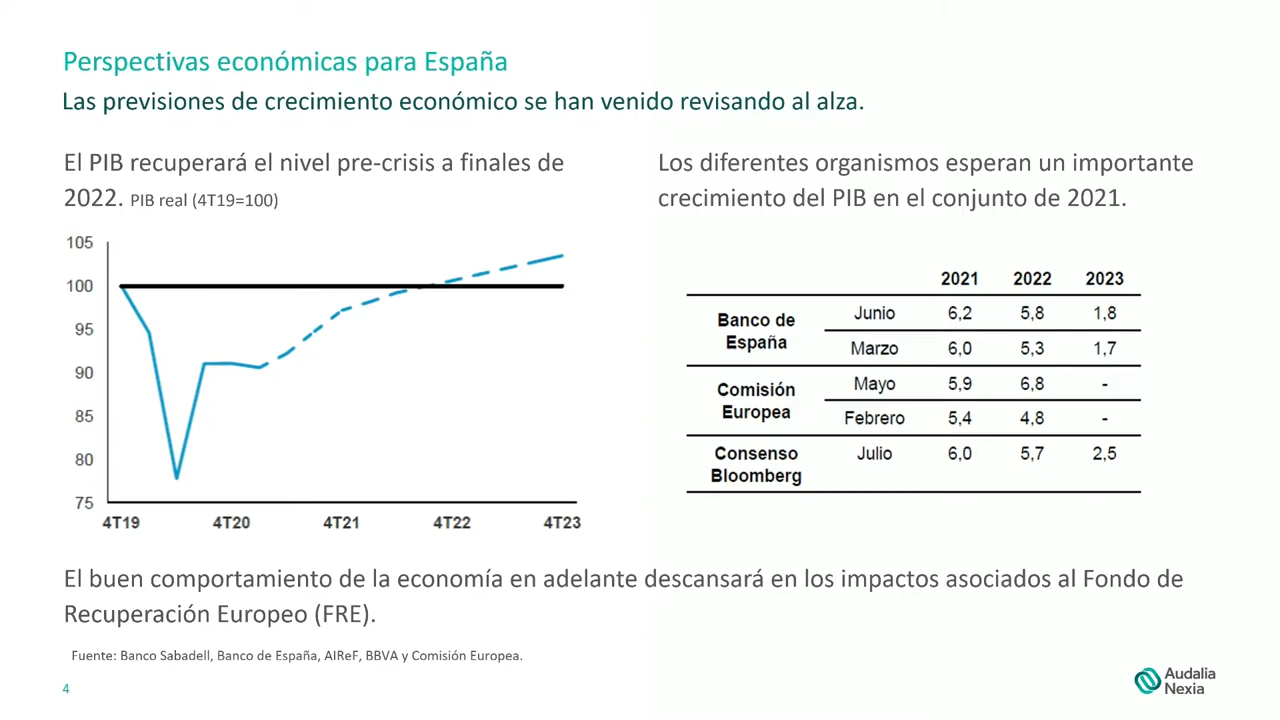 Perspectivas económicas para España
Las previsiones de crecimiento económico se han venido revisando al alza.
El PIB recuperará el nivel pre-crisis a finales de
2022. PIB real (4T19=100)
105
100
95
90
85
80
75
4T19 4T20 4T21 4T22 4T23
Los diferentes organismos esperan un importante
crecimiento del PIB en el conjunto de 2021.
2021 2022 2023
Banco de
España
Junio 6,2 5,8 1,8
Marzo 6,0 5,3 1,7
Comisión
Europea
Mayo 5,9 6,8 -
Febrero 5,4 4,8 -
Consenso
Bloomberg
Julio 6,0 5,7 2,5
El buen comportamiento de la economía en adelante descansará en los impactos asociados al Fondo de
Recuperación Europeo (FRE).
Fuente: Banco Sabadell, Banco de España, AIReF, BBVA y Comisión Europea.
4
Audalia
Nexia